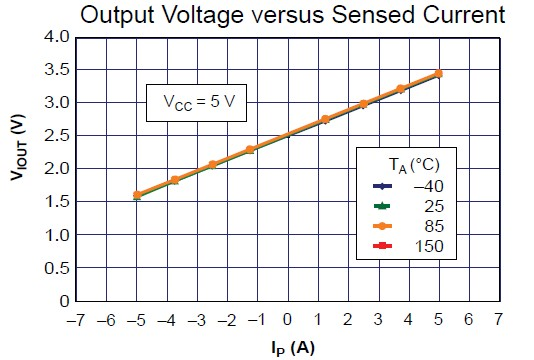 Output Voltage versus Sensed Current
4.0
3.5
3.0
2.5
2.0
1.5
1.0
0.5
0
VIOUT (V)
VCC = 5 V
TA (°C)
–40
25
85
150
–7 –6 –5 –4 –3 –2 –1 0 1 2 3 4 5 6 7
IP (A)